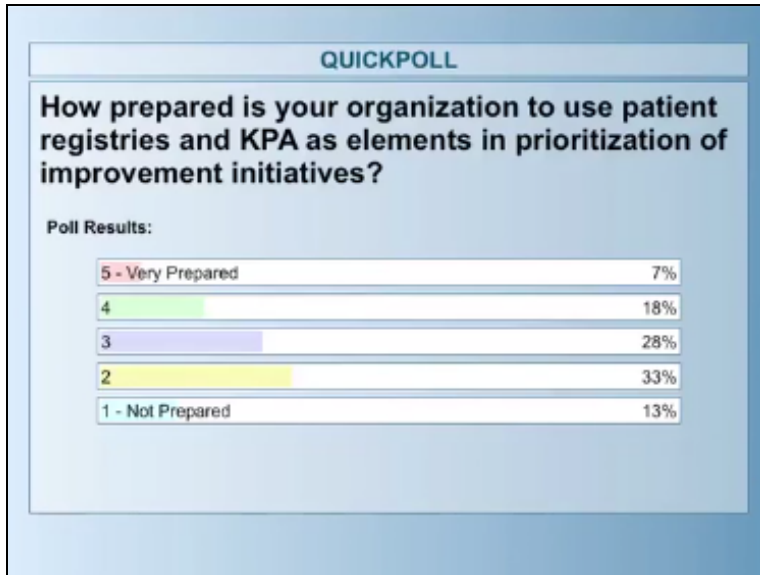 QUICKPOLL
How prepared is your organization to use patient
registries and KPA as elements in prioritization of
improvement initiatives?
Poll Results:
5 - Very Prepared 7%
4 18%
3 28%
2 33%
1 - Not Prepared 13%